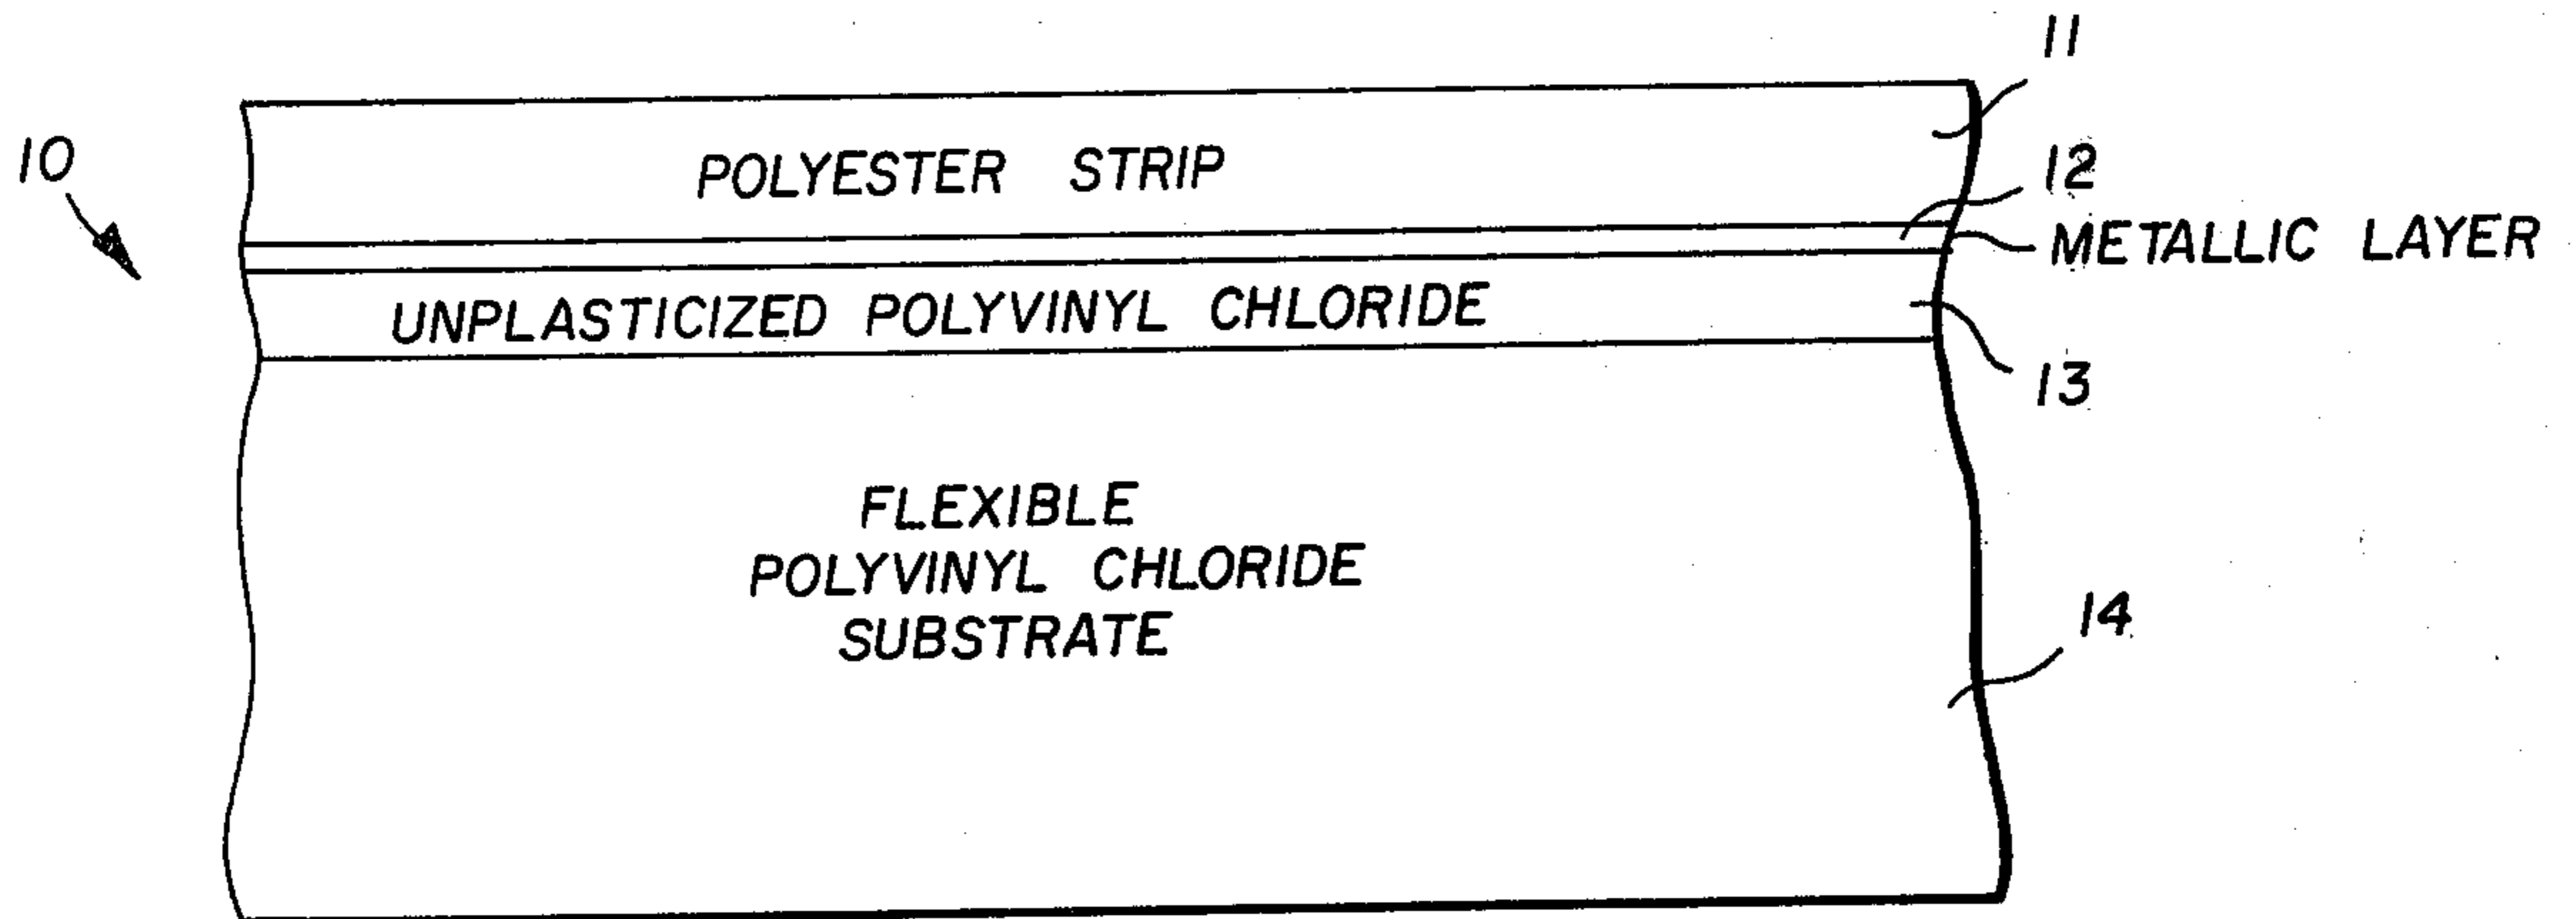 11
10
POLYESTER STRIP
12
METALLIC LAYER
UNPLASTICIZED POLYVINYL CHLORIDE
13
FLEXIBLE
POLYVINYL CHLORIDE
SUBSTRATE
14